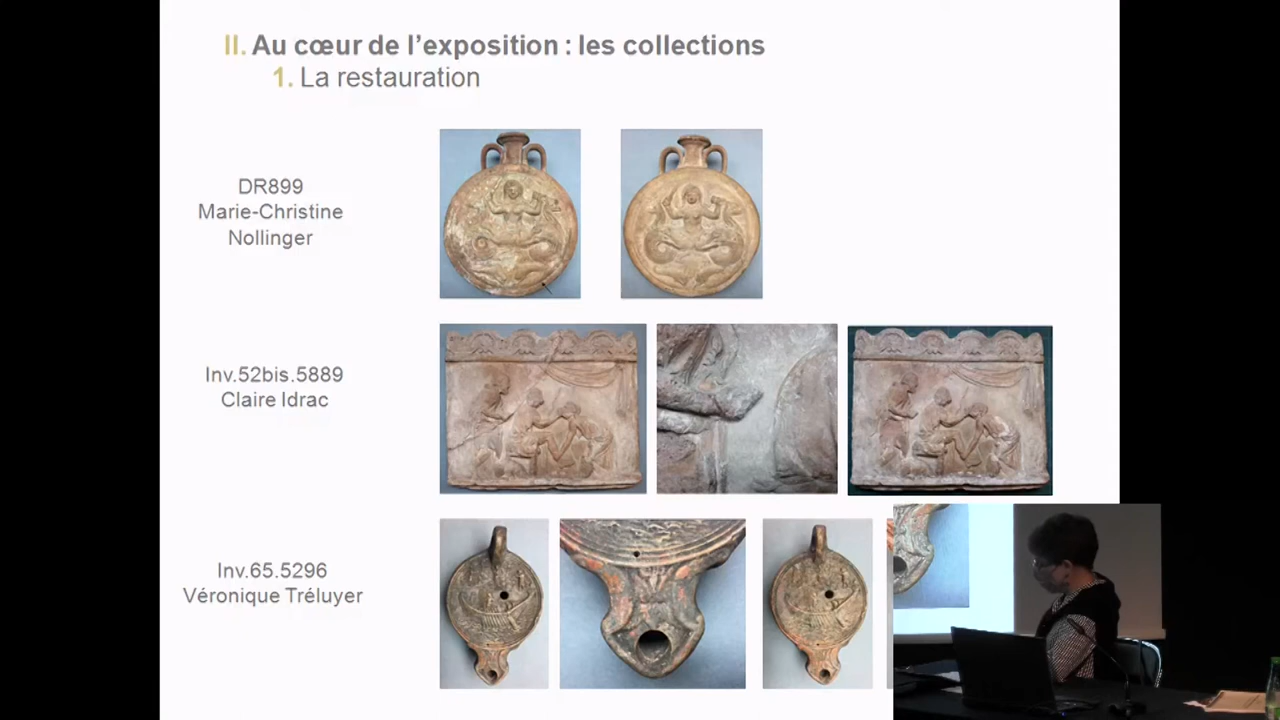 II. Au cœur de l’exposition : les collections
1. La restauration
DR899
Marie-Christine
Nollinger
Inv.52bis.5889
Claire Idrac
Inv.65.5296
Véronique Tréluyer